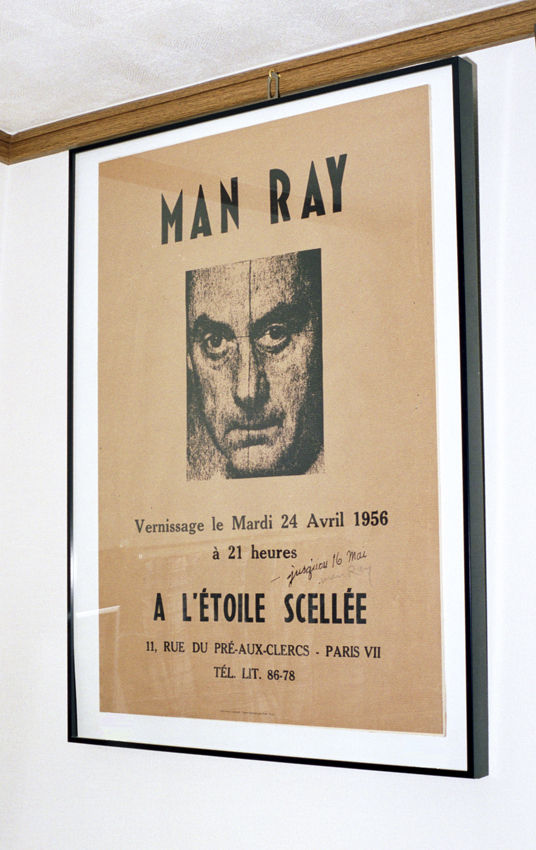 MAN RAY
Vernissage le Mardi 24 Avril 1956
à 21 heures
– jusqu'au 16 Mai
man Ray
A L'ÉTOILE SCELLÉE
11, RUE DU PRÉ-AUX-CLERCS - PARIS VII
TÉL. LIT. 86-78